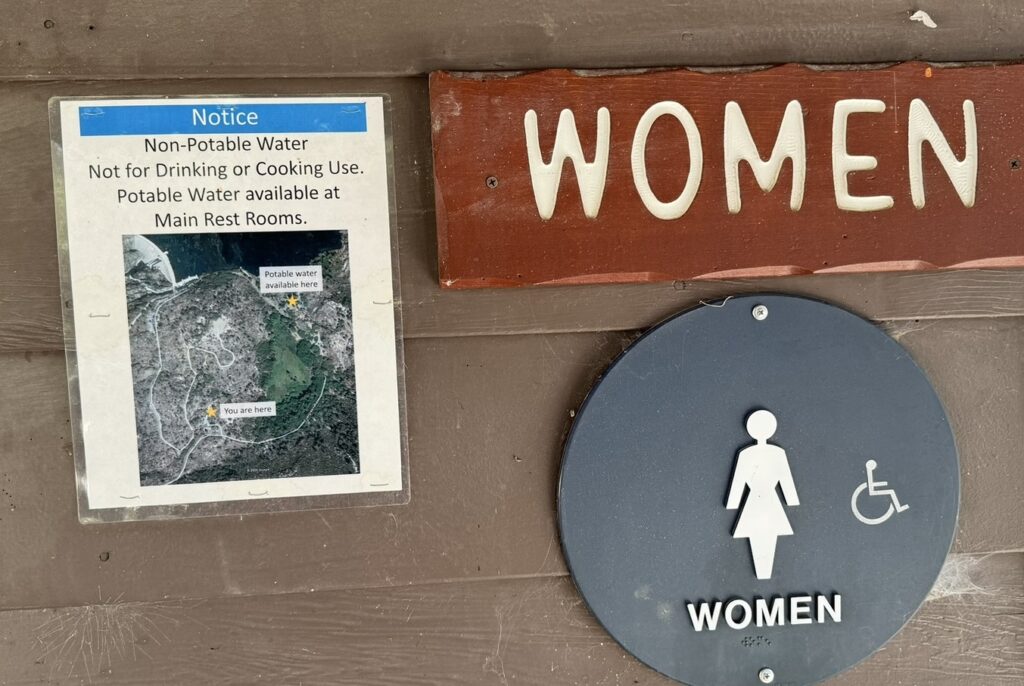 Notice
Non-Potable Water
Not for Drinking or Cooking Use.
Potable Water available at
Main Rest Rooms.
Potable water
available here
You are here
WOMEN
WOMEN